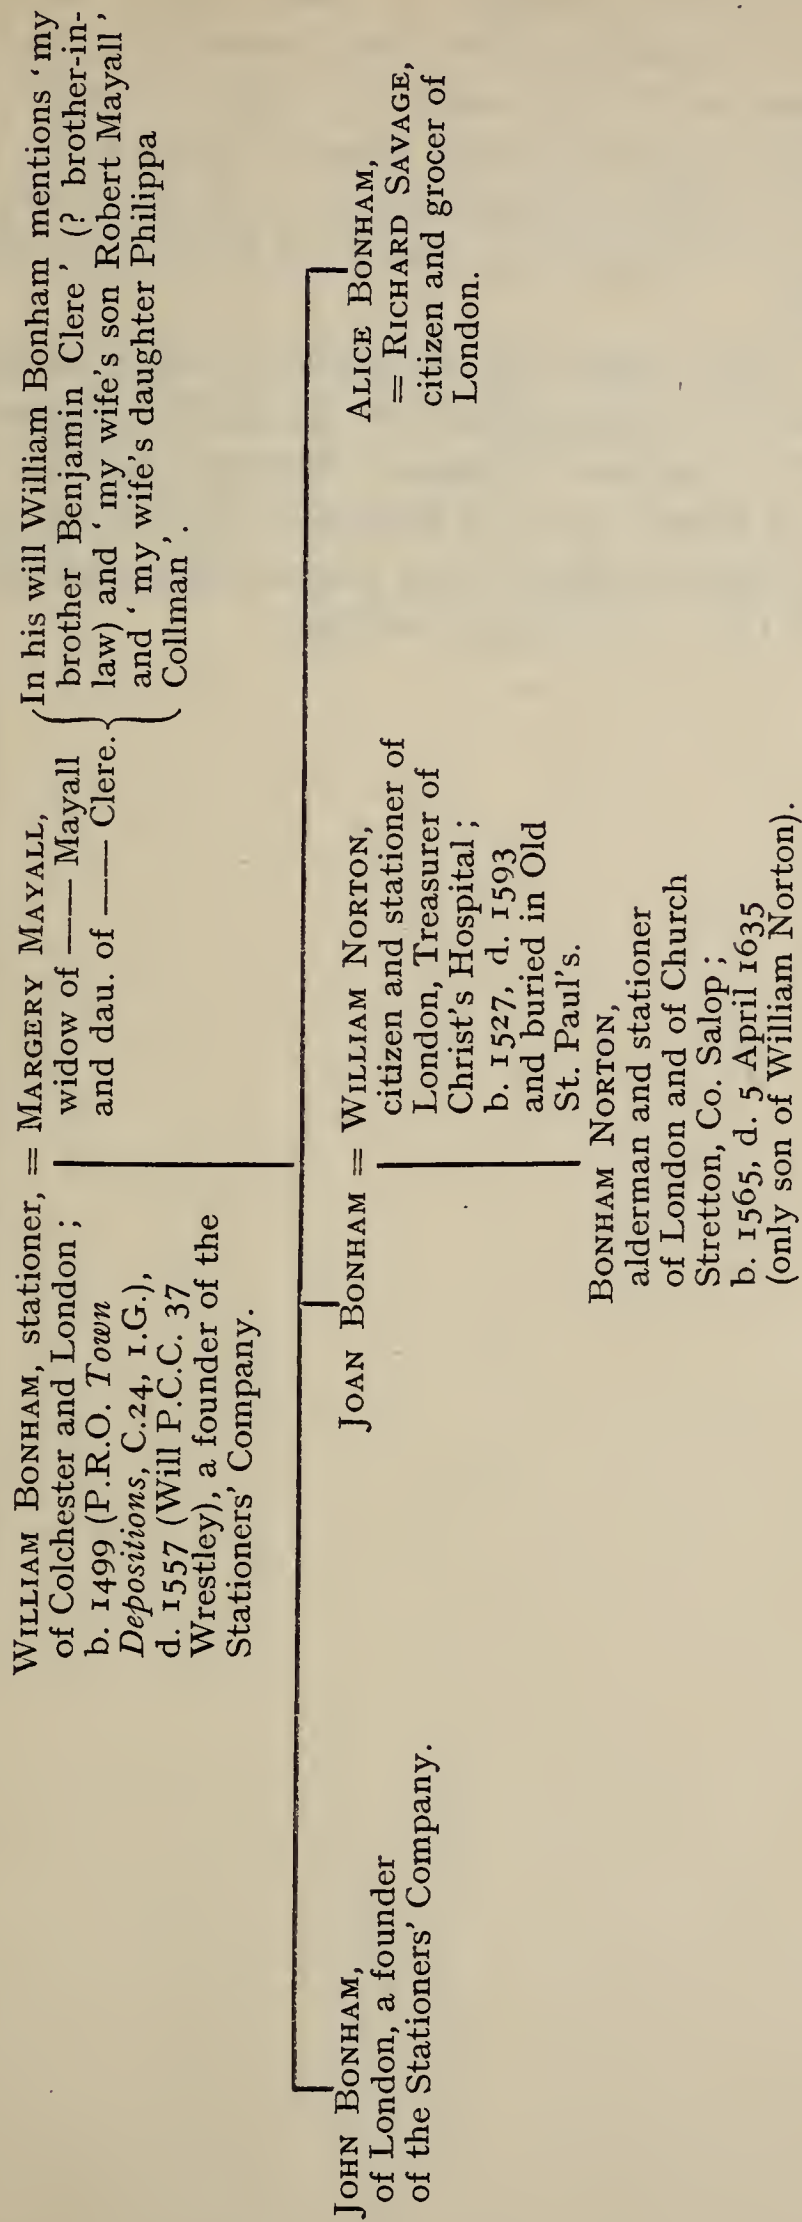 WILLIAM BONHAM, stationer,
of Colchester and London ;
b. 1499 (P.R.O. Town
Depositions, C.24, 1.G.),
d. 1557 (Will P.C.C. 37
Wrestley), a founder of the
Stationers' Company.
= MARGERY MAYALL,
widow of —— Mayall
and dau. of —— Clere.
In his will William Bonham mentions ' my
brother Benjamin Clere ' (? brother-in-
law) and ' my wife's son Robert Mayall '
and ' my wife's daughter Philippa
Collman '.
JOHN BONHAM,
of London, a founder
of the Stationers' Company.
JOAN BONHAM = WILLIAM NORTON,
citizen and stationer of
London, Treasurer of
Christ's Hospital ;
b. 1527, d. 1593
and buried in Old
St. Paul's.
ALICE BONHAM,
= RICHARD SAVAGE,
citizen and grocer of
London.
BONHAM NORTON,
alderman and stationer
of London and of Church
Stretton, Co. Salop ;
b. 1565, d. 5 April 1635
(only son of William Norton).